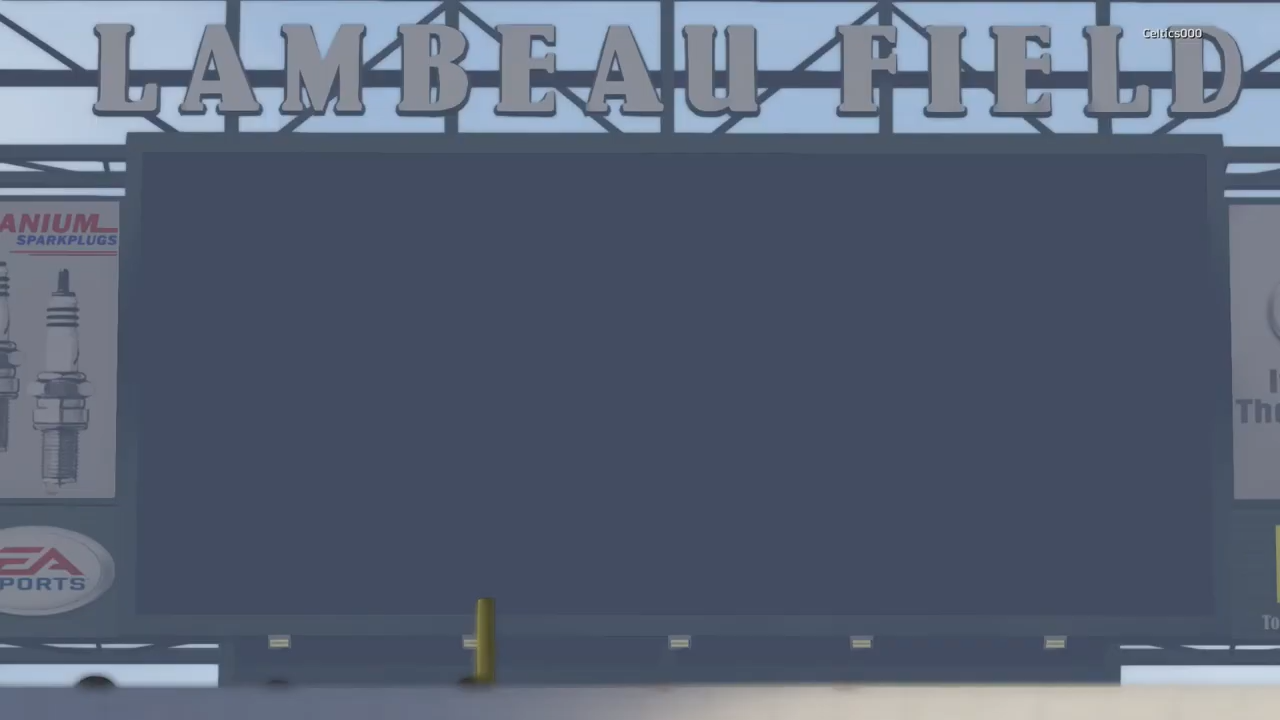 LAMBEAU FIELD
Celtics000
ANIUM
SPARKPLUGS
EA
PORTS